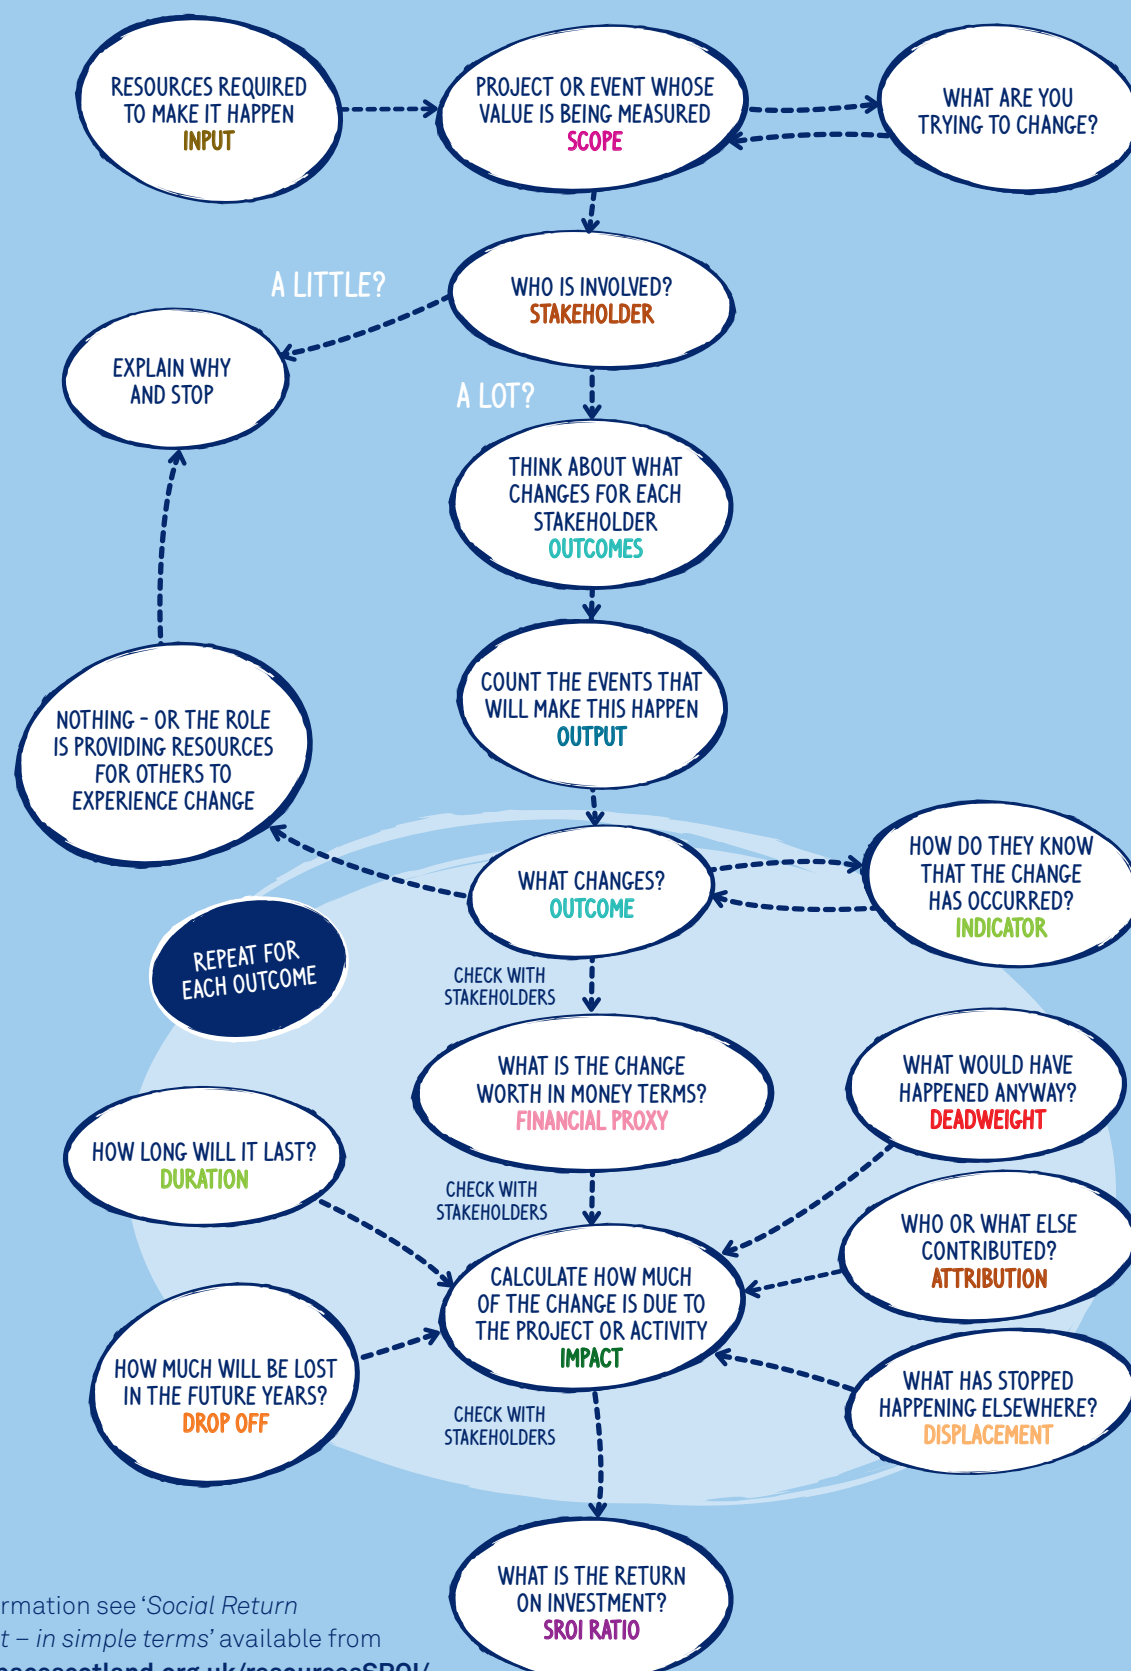 RESOURCES REQUIRED
TO MAKE IT HAPPEN
INPUT
PROJECT OR EVENT WHOSE
VALUE IS BEING MEASURED
SCOPE
WHAT ARE YOU
TRYING TO CHANGE?
WHO IS INVOLVED?
STAKEHOLDER
A LITTLE?
EXPLAIN WHY
AND STOP
A LOT?
THINK ABOUT WHAT
CHANGES FOR EACH
STAKEHOLDER
OUTCOMES
COUNT THE EVENTS THAT
WILL MAKE THIS HAPPEN
OUTPUT
NOTHING - OR THE ROLE
IS PROVIDING RESOURCES
FOR OTHERS TO
EXPERIENCE CHANGE
WHAT CHANGES?
OUTCOME
HOW DO THEY KNOW
THAT THE CHANGE
HAS OCCURRED?
INDICATOR
REPEAT FOR
EACH OUTCOME
CHECK WITH
STAKEHOLDERS
WHAT IS THE CHANGE
WORTH IN MONEY TERMS?
FINANCIAL PROXY
WHAT WOULD HAVE
HAPPENED ANYWAY?
DEADWEIGHT
HOW LONG WILL IT LAST?
DURATION
CHECK WITH
STAKEHOLDERS
WHO OR WHAT ELSE
CONTRIBUTED?
ATTRIBUTION
CALCULATE HOW MUCH
OF THE CHANGE IS DUE TO
THE PROJECT OR ACTIVITY
IMPACT
HOW MUCH WILL BE LOST
IN THE FUTURE YEARS?
DROP OFF
WHAT HAS STOPPED
HAPPENING ELSEWHERE?
DISPLACEMENT
CHECK WITH
STAKEHOLDERS
WHAT IS THE RETURN
ON INVESTMENT?
SROI RATIO
rmation see ‘Social Return
t – in simple terms’ available from